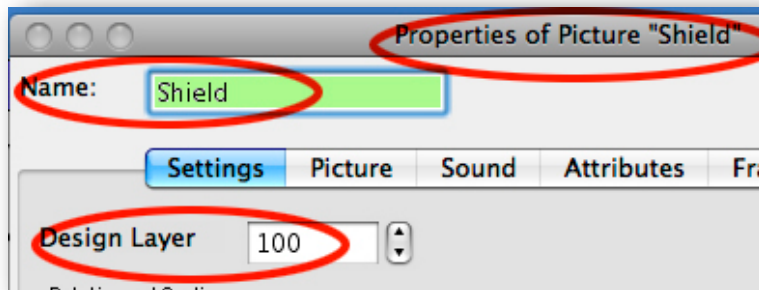 Properties of Picture "Shield"
Name: Shield
Settings Picture Sound Attributes
Design Layer 100